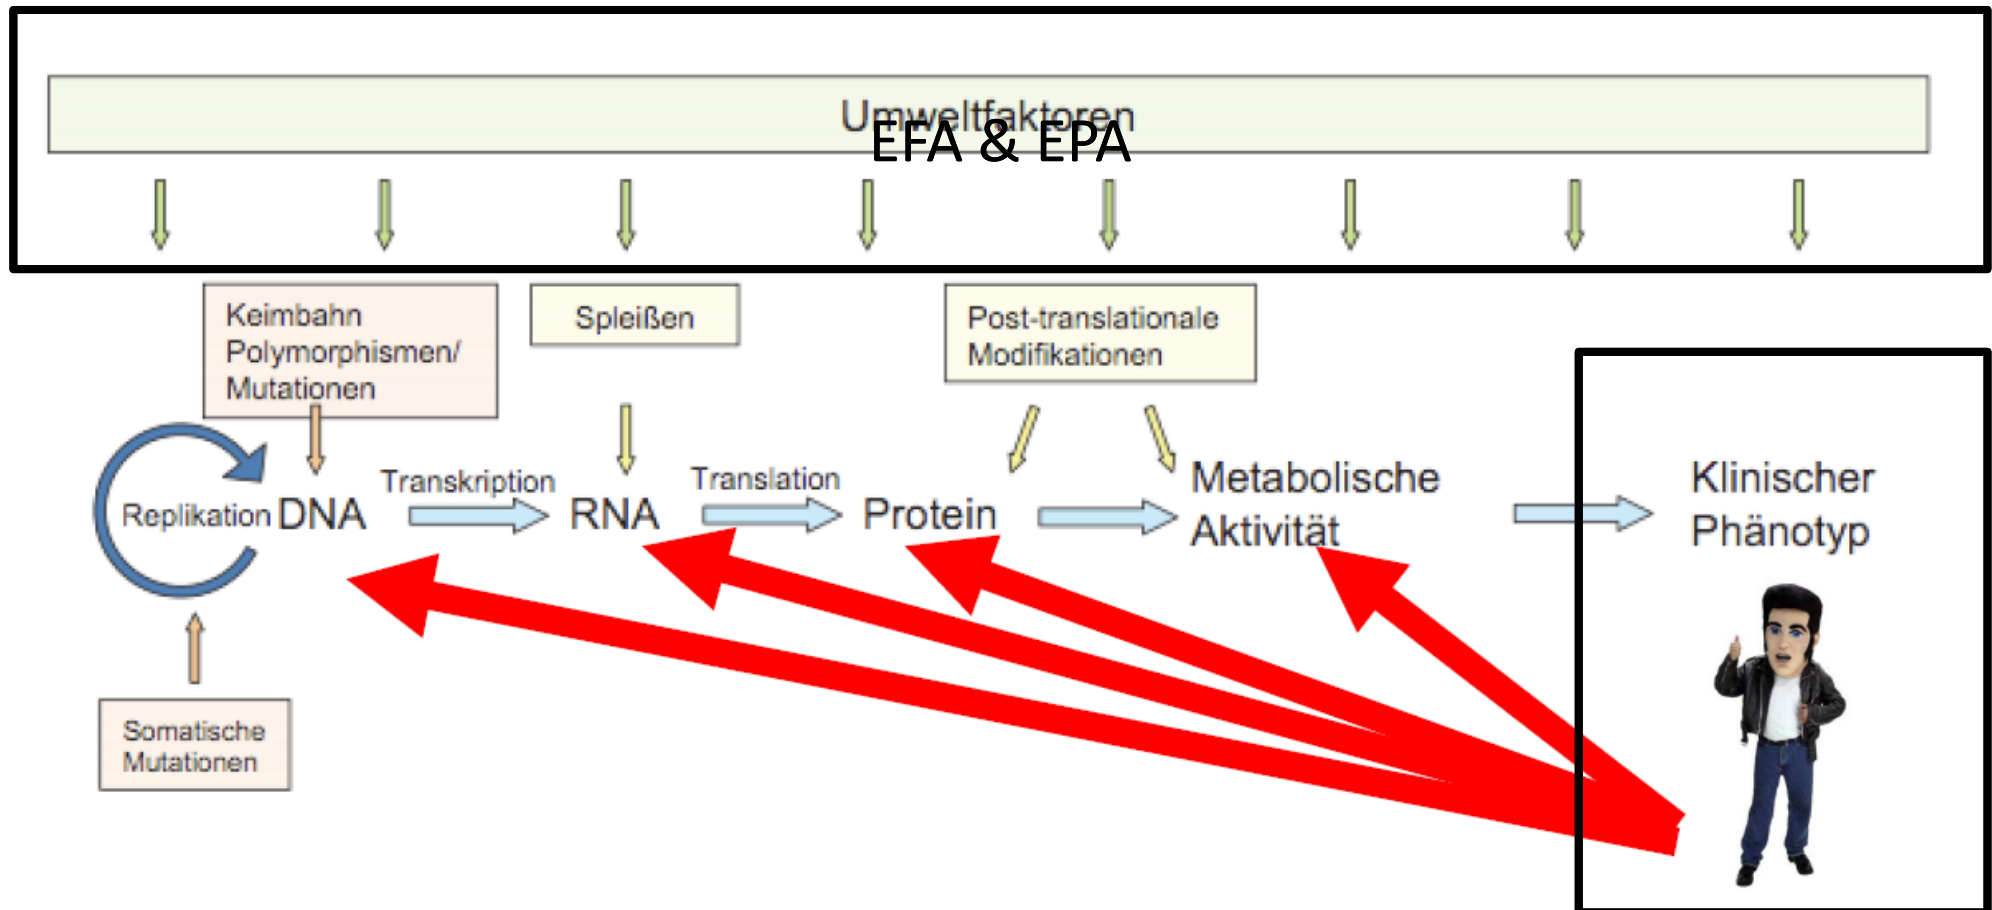 Umweltfaktoren
EFA & EPA
Keimbahn
Polymorphismen/
Mutationen
Spleißen
Post-translationale
Modifikationen
Replikation
DNA
Transkription
RNA
Translation
Protein
Metabolische
Aktivität
Klinischer
Phänotyp
Somatische
Mutationen